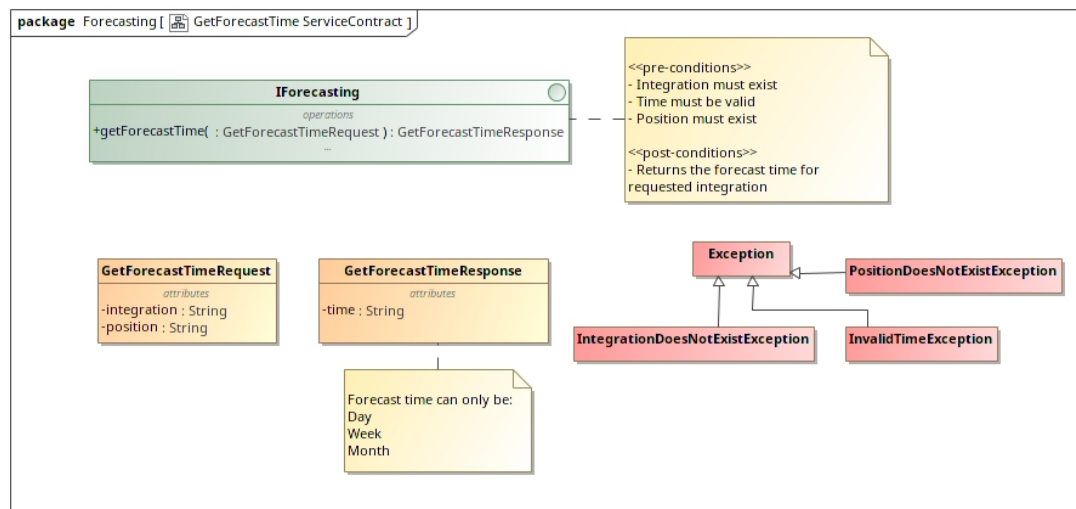 package Forecasting [ GetForecastTime ServiceContract ]
IForecasting
operations
+getForecastTime( : GetForecastTimeRequest ) : GetForecastTimeResponse
...
<<pre-conditions>>
- Integration must exist
- Time must be valid
- Position must exist
<<post-conditions>>
- Returns the forecast time for
requested integration
GetForecastTimeRequest
attributes
-integration : String
-position : String
GetForecastTimeResponse
attributes
-time : String
Forecast time can only be:
Day
Week
Month
Exception
PositionDoesNotExistException
IntegrationDoesNotExistException
InvalidTimeException